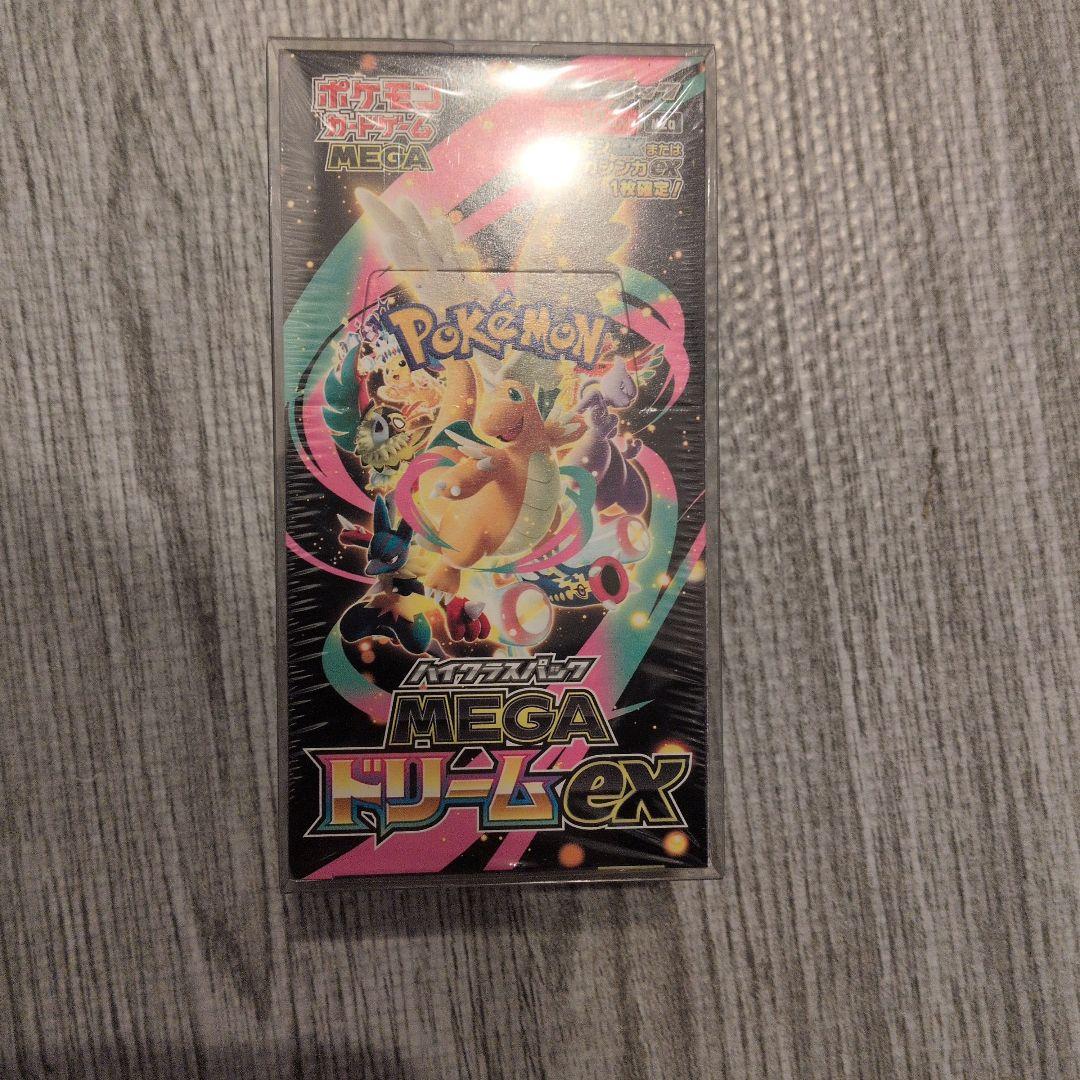 ポケモン
カードゲーム
MEGA
または
ex
1枚確定!
POKéMON
ハイクラスパック
MEGA
ドリームex